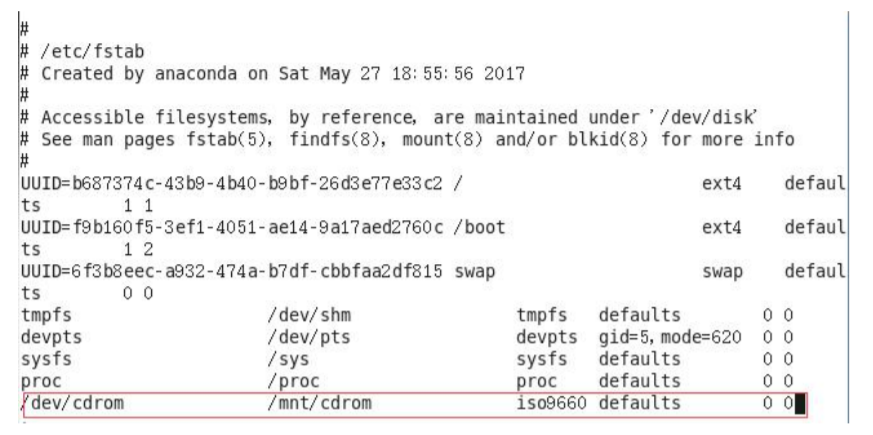 #
# /etc/fstab
# Created by anaconda on Sat May 27 18:55:56 2017
#
# Accessible filesystems, by reference, are maintained under '/dev/disk'
# See man pages fstab(5), findfs(8), mount(8) and/or blkid(8) for more info
#
UUID=b687374c-43b9-4b40-b9bf-26d3e77e33c2 /                       ext4    defaul
ts        1 1
UUID=f9b160f5-3ef1-4051-ae14-9a17aed2760c /boot                   ext4    defaul
ts        1 2
UUID=6f3b8eec-a932-474a-b7df-cbbfaa2df815 swap                    swap    defaul
ts        0 0
tmpfs                   /dev/shm                tmpfs   defaults        0 0
devpts                  /dev/pts                devpts  gid=5,mode=620  0 0
sysfs                   /sys                    sysfs   defaults        0 0
proc                    /proc                   proc    defaults        0 0
/dev/cdrom              /mnt/cdrom              iso9660 defaults        0 0